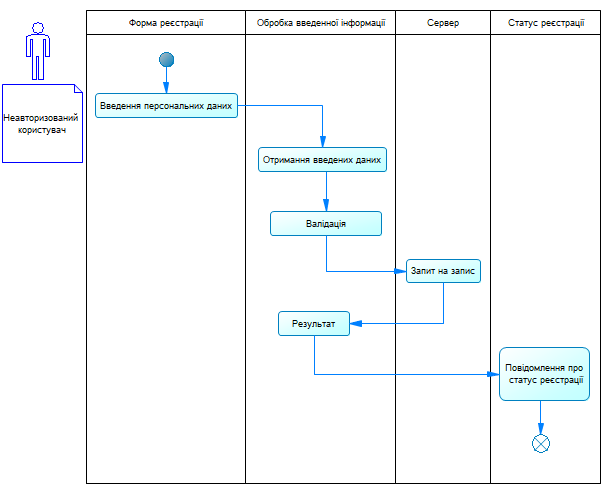 Форма реєстрації
Обробка введенної інформації
Сервер
Статус реєстрації
Неавторизований
користувач
Введення персональних даних
Отримання введених даних
Валідація
Запит на запис
Результат
Повідомлення про
статус реєстрації